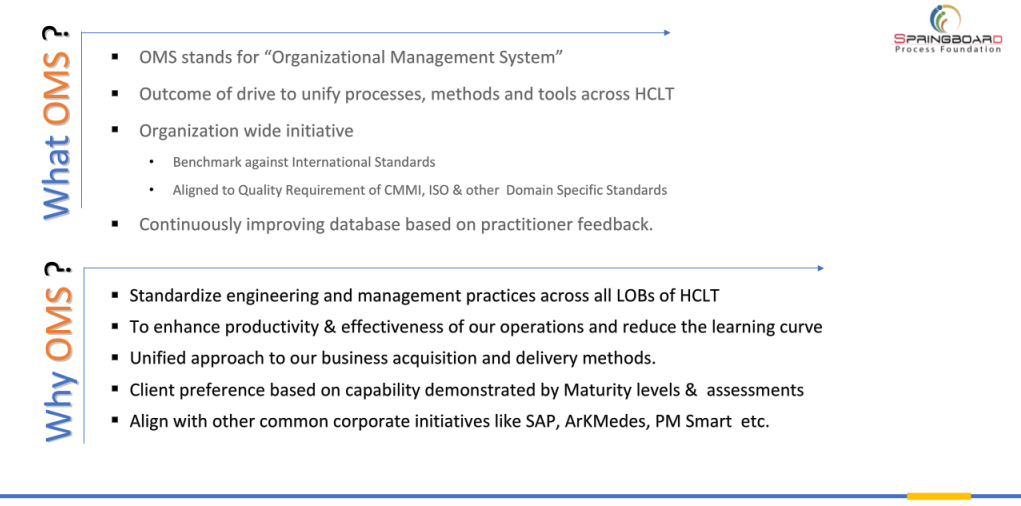 What OMS ?
OMS stands for “Organizational Management System”
Outcome of drive to unify processes, methods and tools across HCLT
Organization wide initiative
Benchmark against International Standards
Aligned to Quality Requirement of CMMI, ISO & other Domain Specific Standards
Continuously improving database based on practitioner feedback.
SPRINGBOARD
Process Foundation
Why OMS ?
Standardize engineering and management practices across all LOBs of HCLT
To enhance productivity & effectiveness of our operations and reduce the learning curve
Unified approach to our business acquisition and delivery methods.
Client preference based on capability demonstrated by Maturity levels & assessments
Align with other common corporate initiatives like SAP, ArKMedes, PM Smart etc.